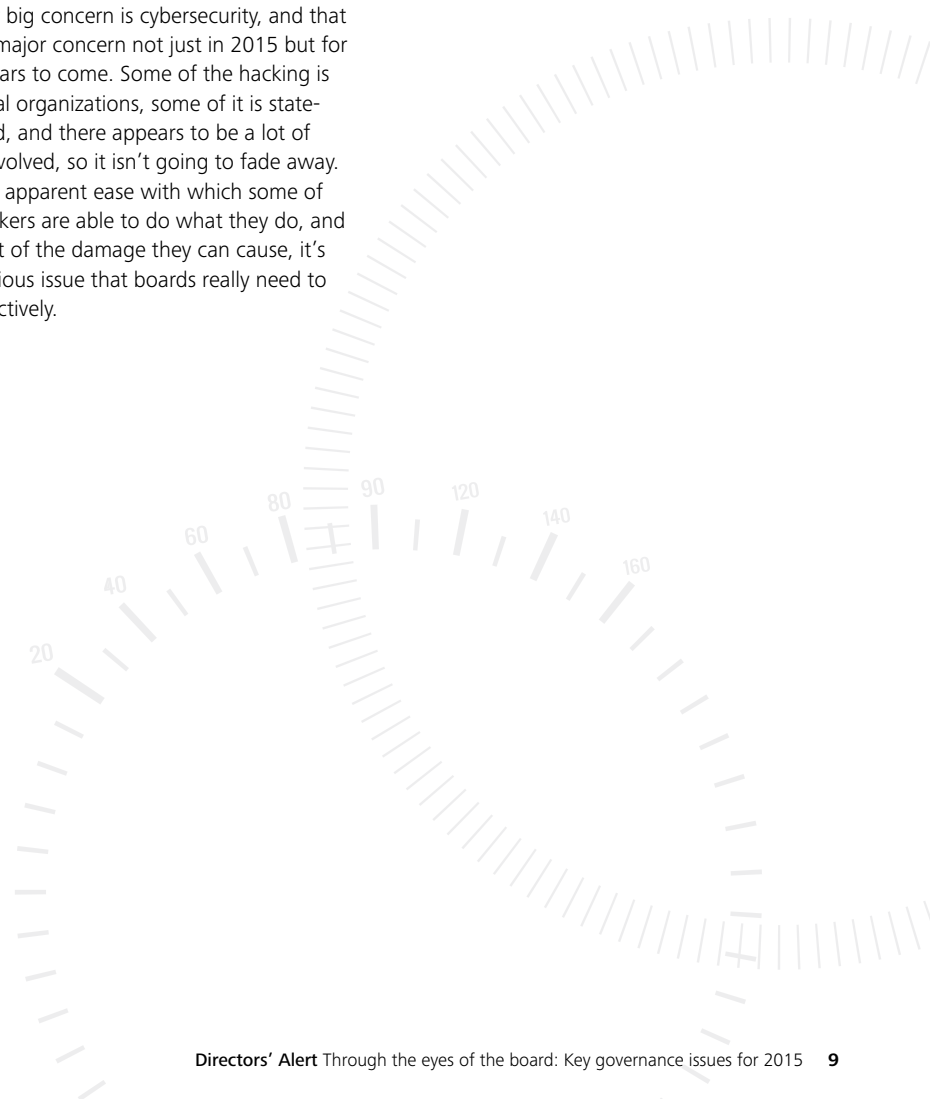 big concern is cybersecurity, and that
major concern not just in 2015 but for
ars to come. Some of the hacking is
al organizations, some of it is state-
d, and there appears to be a lot of
volved, so it isn't going to fade away.
apparent ease with which some of
kers are able to do what they do, and
t of the damage they can cause, it's
ious issue that boards really need to
ctively.
20
40
60
80
90
120
140
160
Directors' Alert Through the eyes of the board: Key governance issues for 2015 9